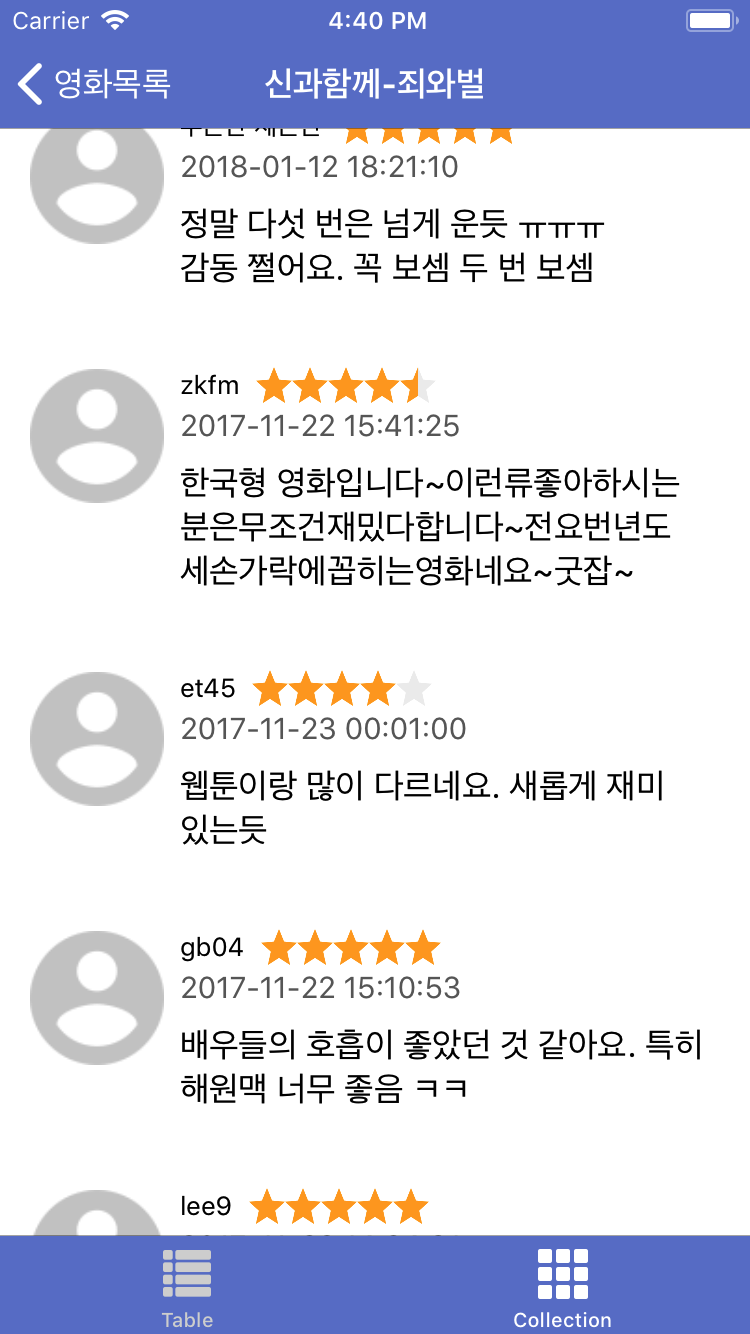 Carrier
4:40 PM
영화목록
신과함께-죄와벌
2018-01-12 18:21:10
정말 다섯 번은 넘게 운듯 ㅠㅠㅠ
감동 쩔어요. 꼭 보셈 두 번 보셈
zkfm
2017-11-22 15:41:25
한국형 영화입니다~이런류좋아하시는
분은무조건재밌다합니다~전요번년도
세손가락에꼽히는영화네요~굿잡~
et45
2017-11-23 00:01:00
웹툰이랑 많이 다르네요. 새롭게 재미
있는듯
gb04
2017-11-22 15:10:53
배우들의 호흡이 좋았던 것 같아요. 특히
해원맥 너무 좋음 ㅋㅋ
lee9
Table
Collection